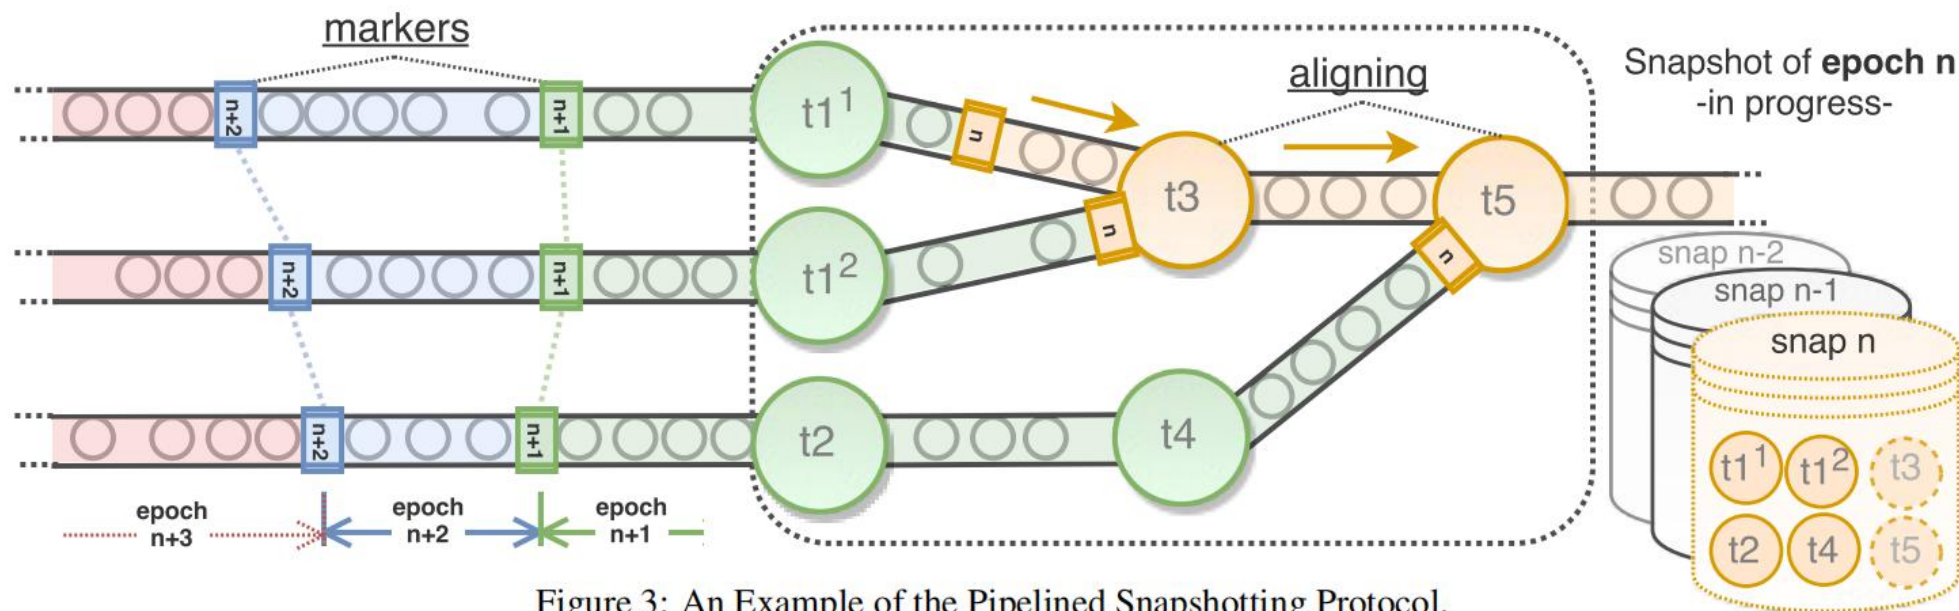 markers
aligning
Snapshot of epoch n
-in progress-
n+2
n+1
t1¹
n
t3
t5
n+2
n+1
t1²
n
n
snap n-2
snap n-1
snap n
n+2
n+1
t2
t4
t1¹ t1² t3
t2 t4 t5
epoch
n+3
epoch
n+2
epoch
n+1
Figure 3: An Example of the Pipelined Snapshotting Protocol.